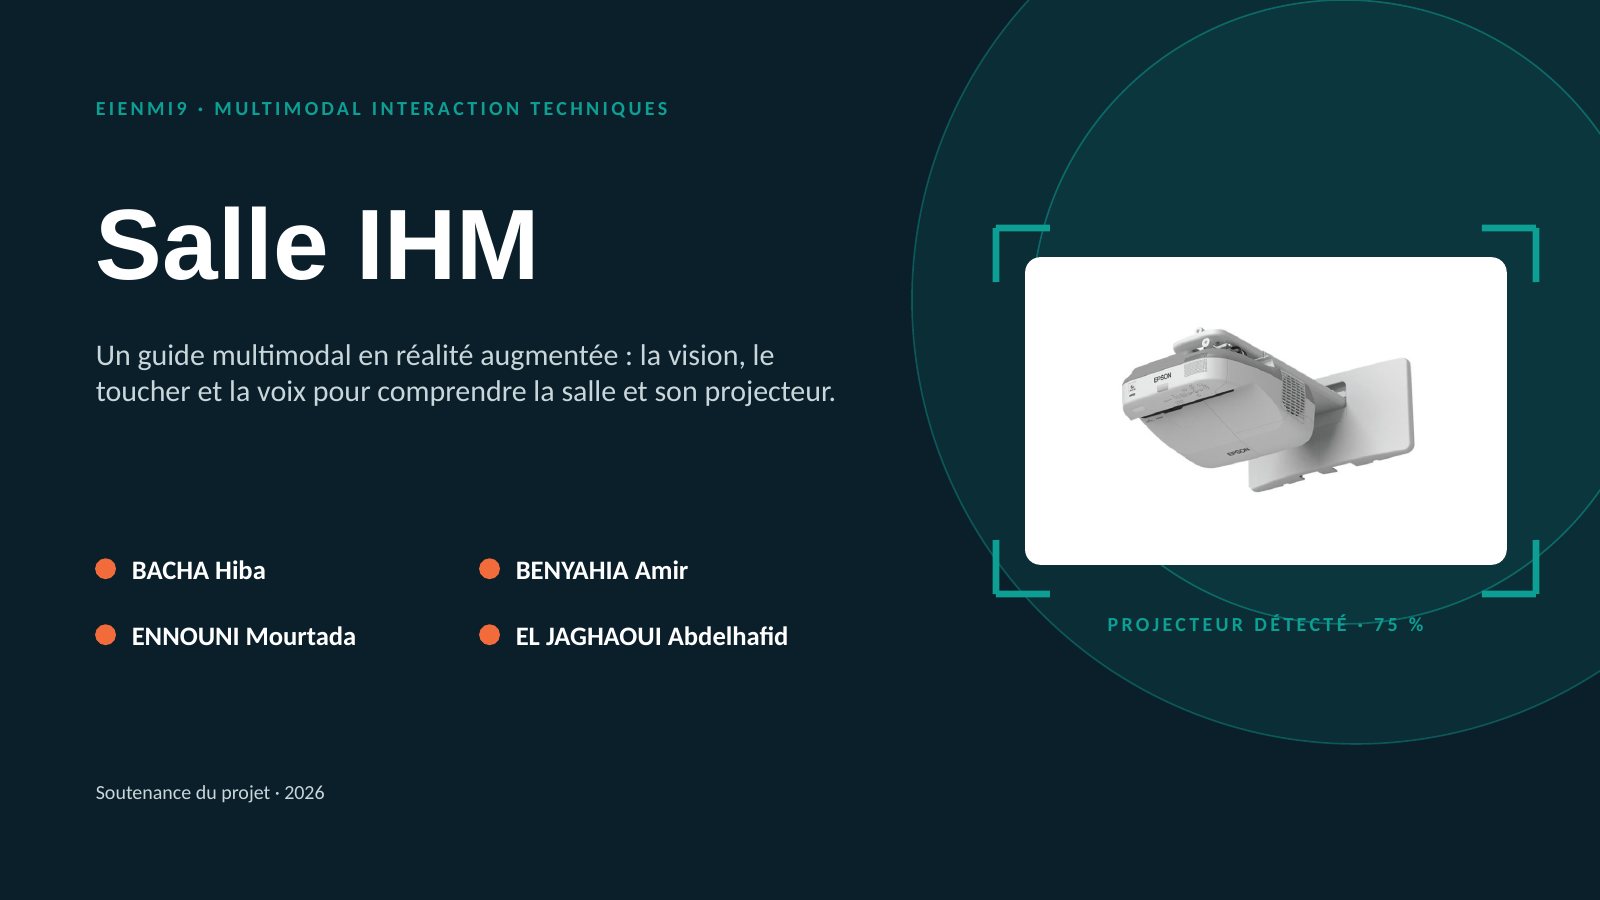 EIENMI9 · MULTIMODAL INTERACTION TECHNIQUES
Salle IHM
Un guide multimodal en réalité augmentée : la vision, le
toucher et la voix pour comprendre la salle et son projecteur.
BACHA Hiba
BENYAHIA Amir
ENNOUNI Mourtada
EL JAGHAOUI Abdelhafid
Soutenance du projet · 2026
EPSON
EPSON
PROJECTEUR DÉTECTÉ · 75 %